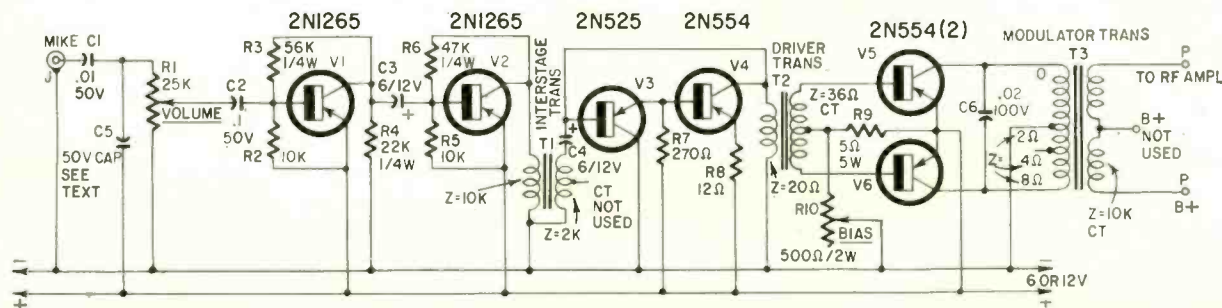 2N1265
2N1265
2N525
2N554
2N554(2)
MIKE
J
C1
.01
50V
C5
50V CAP
SEE
TEXT
R1
25K
VOLUME
C2
.1
50V
R3
56K
1/4W
R2
10K
V1
C3
6/12V
+
R4
22K
1/4W
R6
47K
1/4W
R5
10K
V2
INTERSTAGE
TRANS
T1
Z=10K
Z=2K
CT
NOT
USED
+
C4
6/12V
V3
R7
270Ω
V4
R8
12Ω
DRIVER
TRANS
T2
Z=20Ω
Z=36Ω
CT
R9
5Ω
5W
R10
BIAS
500Ω/2W
V5
V6
C6
.02
100V
MODULATOR TRANS
T3
0
Z=
2Ω
4Ω
8Ω
P
TO RF AMPL
B+
NOT
USED
P
B+
Z=10K
CT
−
+
−
6 OR 12V
+